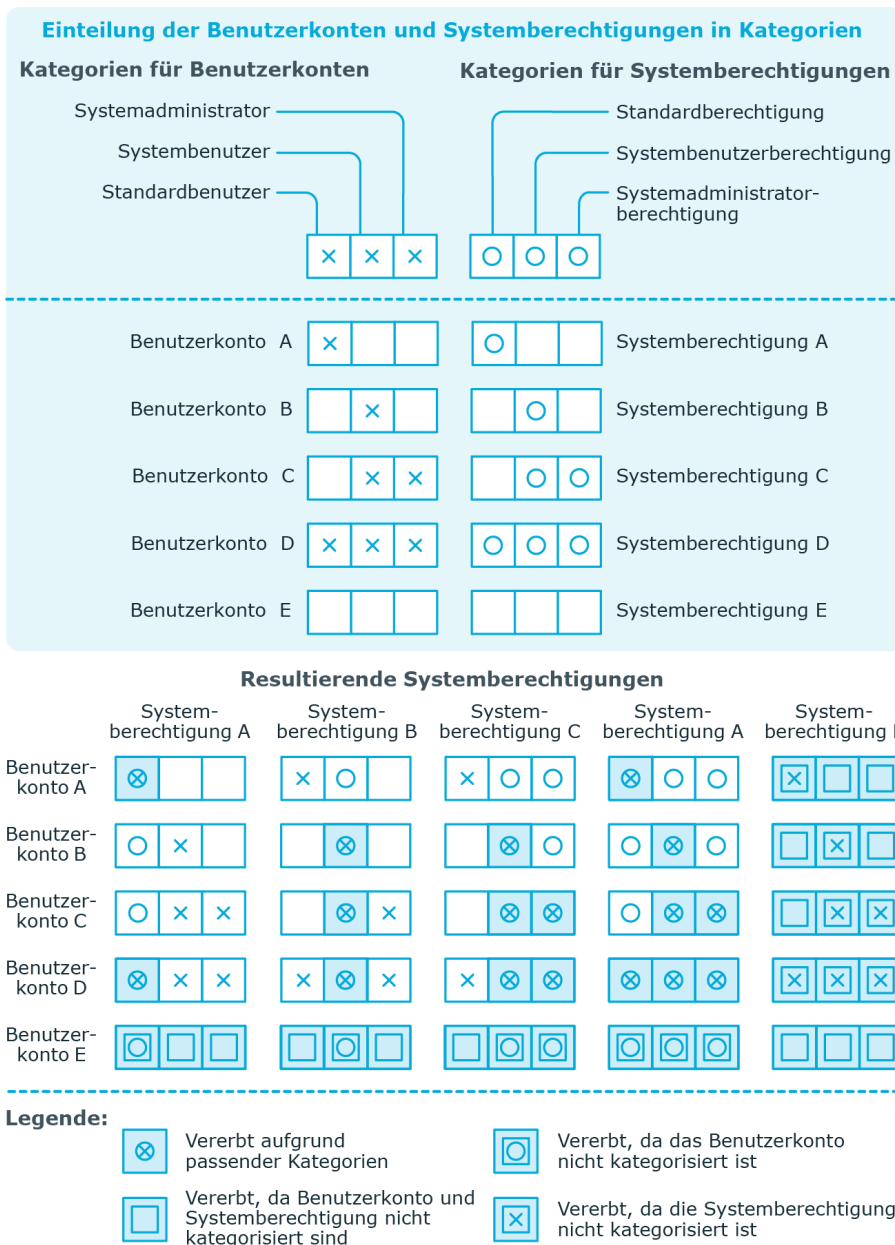 Einteilung der Benutzerkonten und Systemberechtigungen in Kategorien
Kategorien für Benutzerkonten
Kategorien für Systemberechtigungen
Systemadministrator
Systembenutzer
Standardbenutzer
Standardberechtigung
Systembenutzerberechtigung
Systemadministrator-
berechtigung
Benutzerkonto A
Systemberechtigung A
Benutzerkonto B
Systemberechtigung B
Benutzerkonto C
Systemberechtigung C
Benutzerkonto D
Systemberechtigung D
Benutzerkonto E
Systemberechtigung E
Resultierende Systemberechtigungen
System-
berechtigung A
System-
berechtigung B
System-
berechtigung C
System-
berechtigung A
System-
berechtigung
Benutzer-
konto A
Benutzer-
konto B
Benutzer-
konto C
Benutzer-
konto D
Benutzer-
konto E
Legende:
Vererbt aufgrund
passender Kategorien
Vererbt, da das Benutzerkonto
nicht kategorisiert ist
Vererbt, da Benutzerkonto und
Systemberechtigung nicht
kategorisiert sind
Vererbt, da die Systemberechtigung
nicht kategorisiert ist